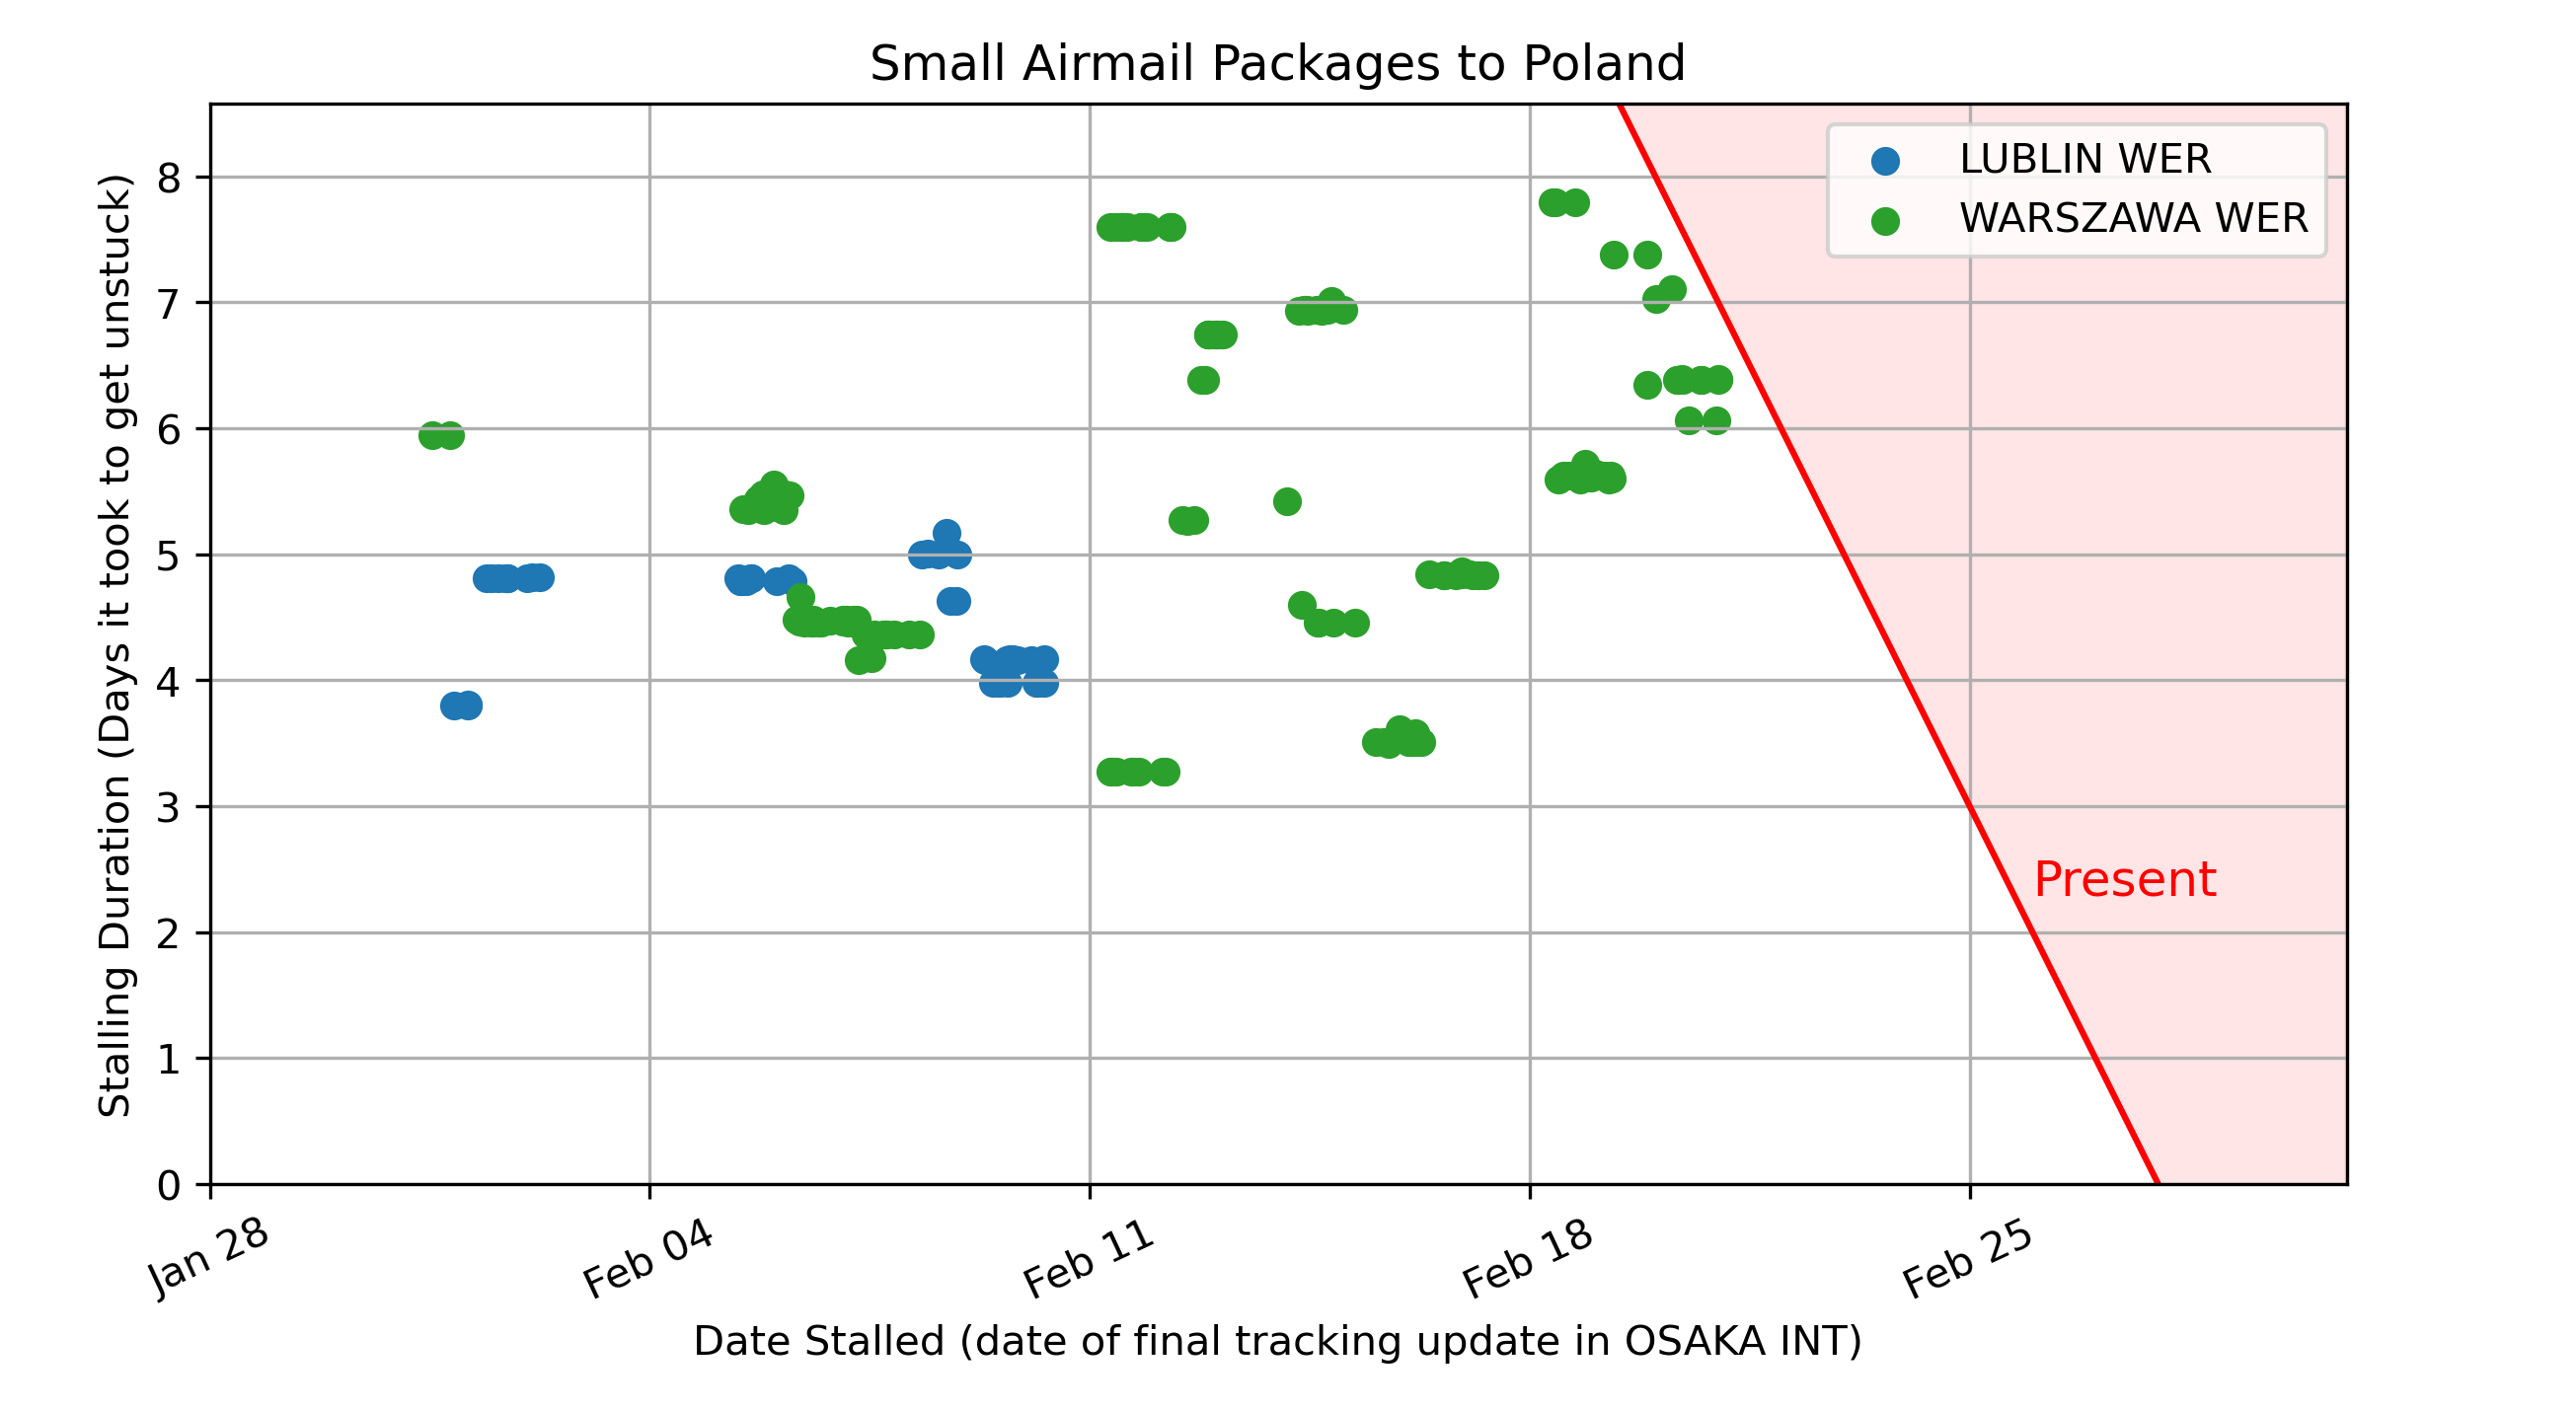 Small Airmail Packages to Poland
Stalling Duration (Days it took to get unstuck)
8
7
6
5
4
3
2
1
0
LUBLIN WER
WARSZAWA WER
Present
Jan 28
Feb 04
Feb 11
Feb 18
Feb 25
Date Stalled (date of final tracking update in OSAKA INT)